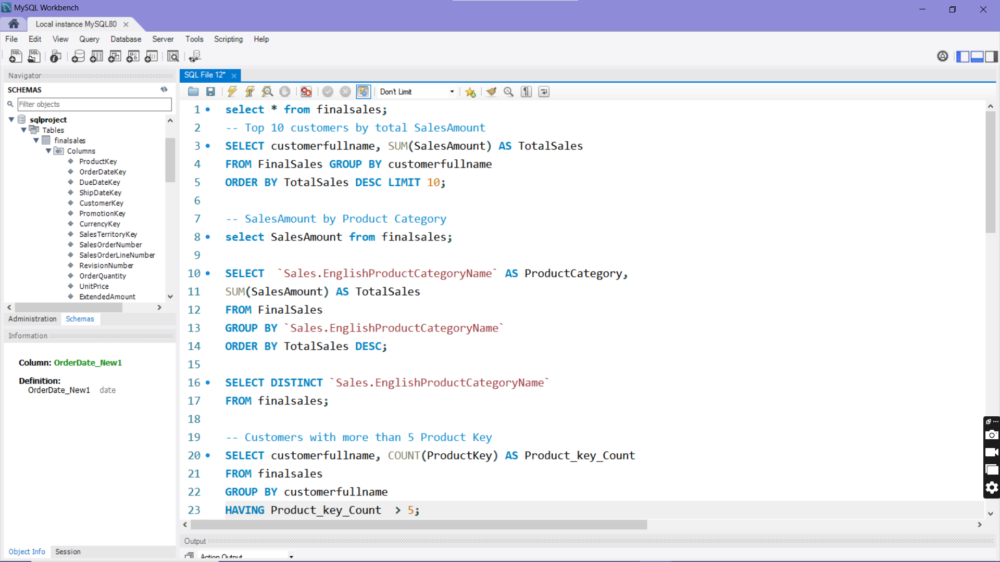 MySQL Workbench
Local instance MySQL80
File Edit View Query Database Server Tools Scripting Help
Navigator
SCHEMAS
Filter objects
sqlproject
Tables
finalsales
Columns
ProductKey
OrderDateKey
DueDateKey
ShipDateKey
CustomerKey
PromotionKey
CurrencyKey
SalesTerritoryKey
SalesOrderNumber
SalesOrderLineNumber
RevisionNumber
OrderQuantity
UnitPrice
ExtendedAmount
Administration Schemas
Information
Column: OrderDate_New1
Definition:
OrderDate_New1 date
Object Info Session
SQL File 12*
Don't Limit
1 select * from finalsales;
2 -- Top 10 customers by total SalesAmount
3 SELECT customerfullname, SUM(SalesAmount) AS TotalSales
4 FROM FinalSales GROUP BY customerfullname
5 ORDER BY TotalSales DESC LIMIT 10;
6
7 -- SalesAmount by Product Category
8 select SalesAmount from finalsales;
9
10 SELECT  `Sales.EnglishProductCategoryName` AS ProductCategory,
11 SUM(SalesAmount) AS TotalSales
12 FROM FinalSales
13 GROUP BY `Sales.EnglishProductCategoryName`
14 ORDER BY TotalSales DESC;
15
16 SELECT DISTINCT `Sales.EnglishProductCategoryName`
17 FROM finalsales;
18
19 -- Customers with more than 5 Product Key
20 SELECT customerfullname, COUNT(ProductKey) AS Product_key_Count
21 FROM finalsales
22 GROUP BY customerfullname
23 HAVING Product_key_Count  > 5;
Output
Action Output